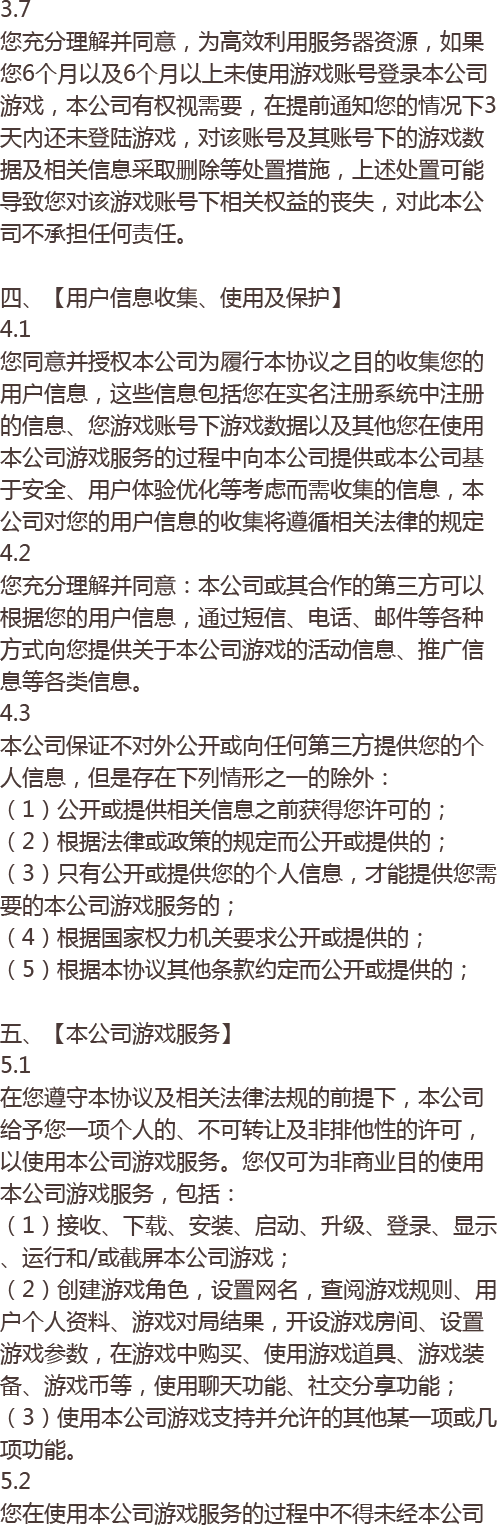 3.7
您充分理解并同意，为高效利用服务器资源，如果
您6个月以及6个月以上未使用游戏账号登录本公司
游戏，本公司有权视需要，在提前通知您的情况下3
天内还未登陆游戏，对该账号及其账号下的游戏数
据及相关信息采取删除等处置措施，上述处置可能
导致您对该游戏账号下相关权益的丧失，对此本公
司不承担任何责任。
四、【用户信息收集、使用及保护】
4.1
您同意并授权本公司为履行本协议之目的收集您的
用户信息，这些信息包括您在实名注册系统中注册
的信息、您游戏账号下游戏数据以及其他您在使用
本公司游戏服务的过程中向本公司提供或本公司基
于安全、用户体验优化等考虑而需收集的信息，本
公司对您的用户信息的收集将遵循相关法律的规定
4.2
您充分理解并同意：本公司或其合作的第三方可以
根据您的用户信息，通过短信、电话、邮件等各种
方式向您提供关于本公司游戏的活动信息、推广信
息等各类信息。
4.3
本公司保证不对外公开或向任何第三方提供您的个
人信息，但是存在下列情形之一的除外：
（1）公开或提供相关信息之前获得您许可的；
（2）根据法律或政策的规定而公开或提供的；
（3）只有公开或提供您的个人信息，才能提供您需
要的本公司游戏服务的；
（4）根据国家权力机关要求公开或提供的；
（5）根据本协议其他条款约定而公开或提供的；
五、【本公司游戏服务】
5.1
在您遵守本协议及相关法律法规的前提下，本公司
给予您一项个人的、不可转让及非排他性的许可，
以使用本公司游戏服务。您仅可为非商业目的使用
本公司游戏服务，包括：
（1）接收、下载、安装、启动、升级、登录、显示
、运行和/或截屏本公司游戏；
（2）创建游戏角色，设置网名，查阅游戏规则、用
户个人资料、游戏对局结果，开设游戏房间、设置
游戏参数，在游戏中购买、使用游戏道具、游戏装
备、游戏币等，使用聊天功能、社交分享功能；
（3）使用本公司游戏支持并允许的其他某一项或几
项功能。
5.2
您在使用本公司游戏服务的过程中不得未经本公司